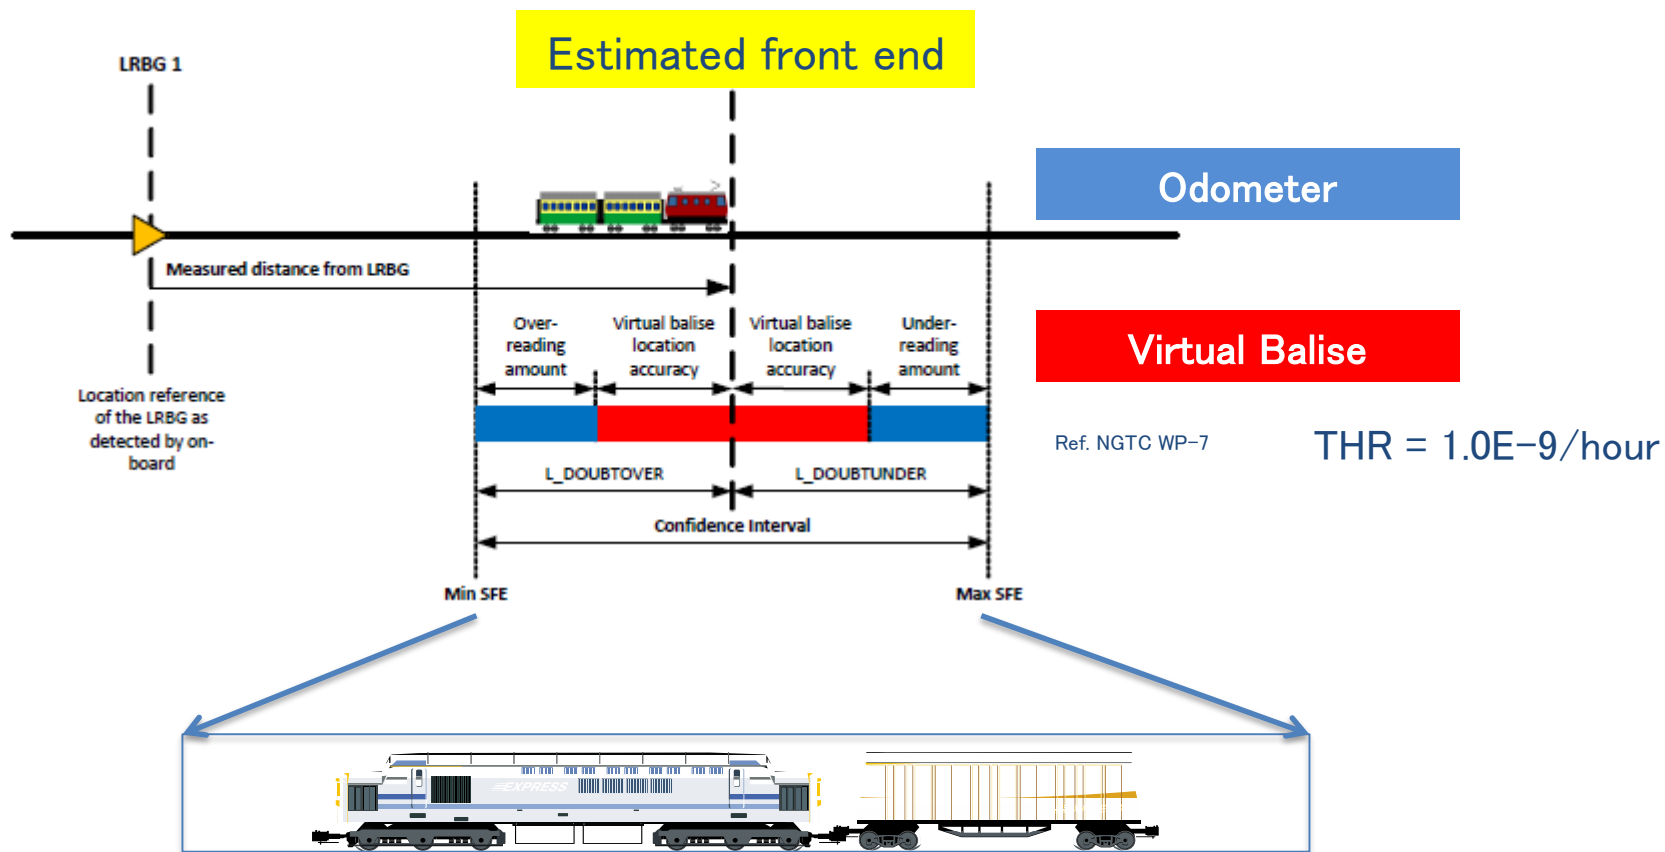 Estimated front end
LRBG 1
Odometer
Measured distance from LRBG
Over-
reading
amount
Virtual balise
location
accuracy
Virtual balise
location
accuracy
Under-
reading
amount
Virtual Balise
Location reference
of the LRBG as
detected by on-
board
Ref. NGTC WP-7
THR = 1.0E-9/hour
L_DOUBTOVER
L_DOUBTUNDER
Confidence Interval
Min SFE
Max SFE
EXPRESS